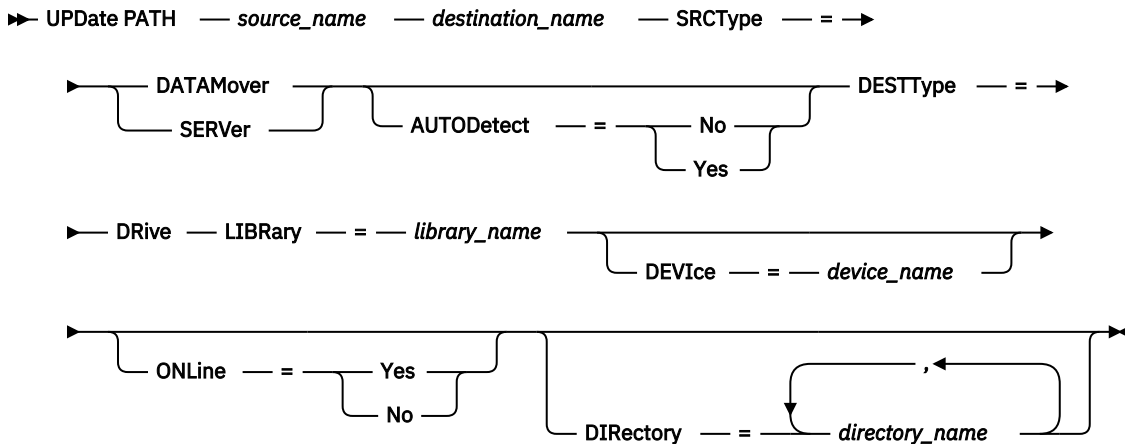 UPDate PATH source_name destination_name SRCType =
DATAMover
SERVer
AUTODetect = No
Yes
DESTType =
DRive LIBRary = library_name
DEVIce = device_name
ONLine = Yes
No
,
DIRectory = directory_name